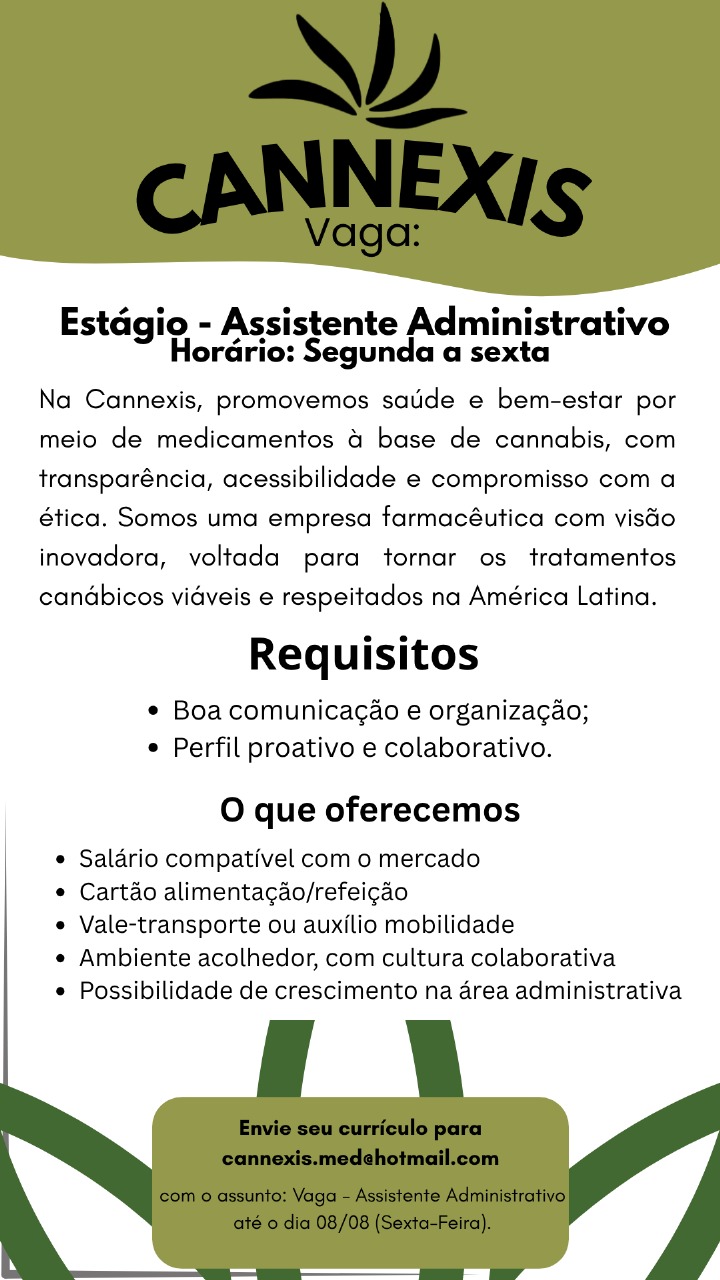 CANNEXIS
Vaga:
Estágio - Assistente Administrativo
Horário: Segunda a sexta
Na Cannexis, promovemos saúde e bem-estar por
meio de medicamentos à base de cannabis, com
transparência, acessibilidade e compromisso com a
ética. Somos uma empresa farmacêutica com visão
inovadora, voltada para tornar os tratamentos
canábicos viáveis e respeitados na América Latina.
Requisitos
• Boa comunicação e organização;
• Perfil proativo e colaborativo.
O que oferecemos
• Salário compatível com o mercado
• Cartão alimentação/refeição
• Vale-transporte ou auxílio mobilidade
• Ambiente acolhedor, com cultura colaborativa
• Possibilidade de crescimento na área administrativa
Envie seu currículo para
cannexis.med@hotmail.com
com o assunto: Vaga - Assistente Administrativo
até o dia 08/08 (Sexta-Feira).